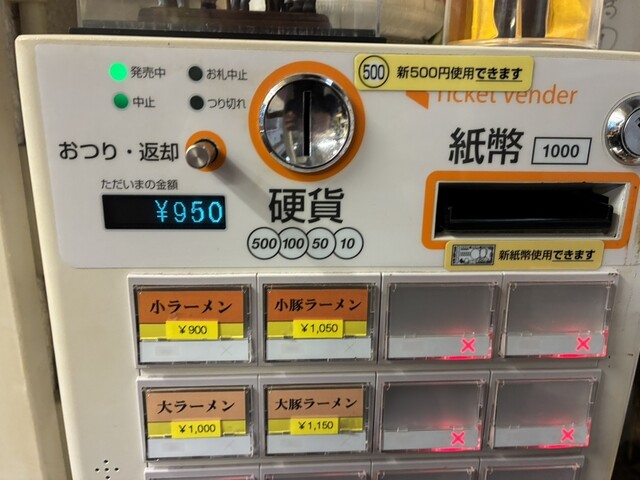 500 新500円使用できます
発売中 お札中止
中止 つり切れ
Ticket Vender
おつり・返却
紙幣 1000
ただいまの金額
¥950
硬貨
500 100 50 10
新紙幣使用できます
小ラーメン 小豚ラーメン
¥900 ¥1,050
× ×
大ラーメン 大豚ラーメン
¥1,000 ¥1,150
× ×